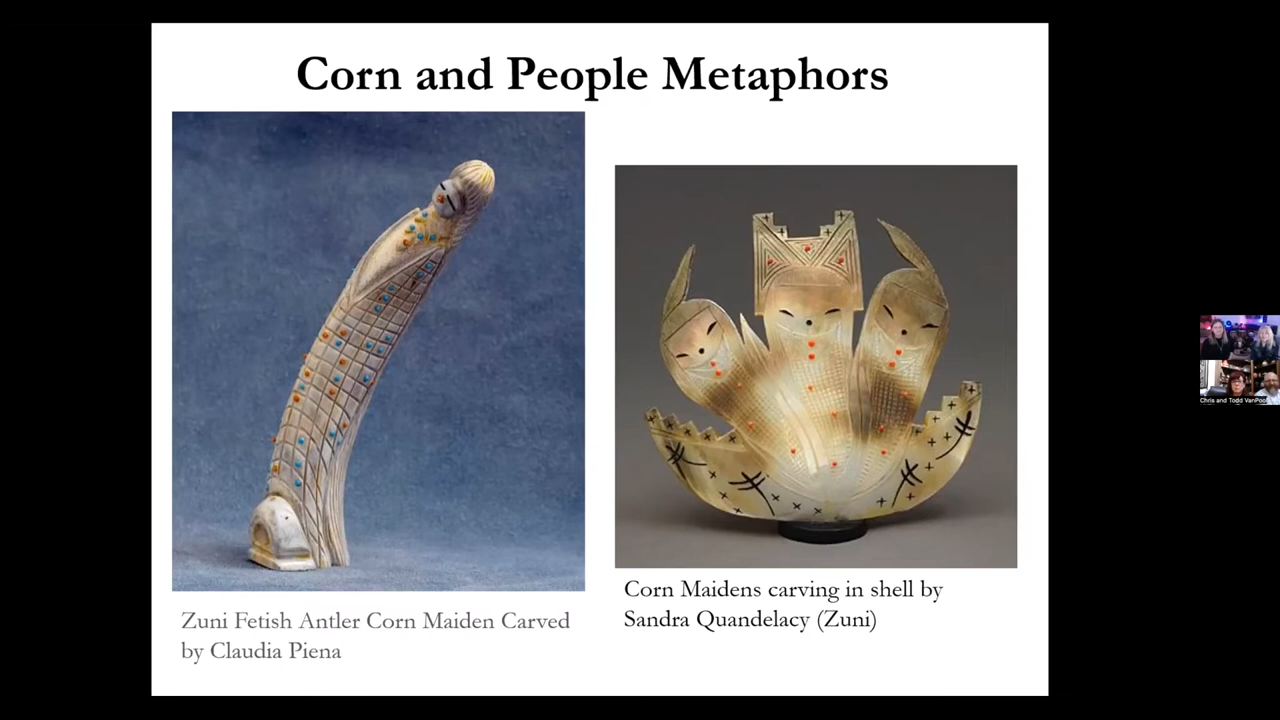 Corn and People Metaphors
Zuni Fetish Antler Corn Maiden Carved
by Claudia Piena
Corn Maidens carving in shell by
Sandra Quandelacy (Zuni)
Chris and Todd VanPool